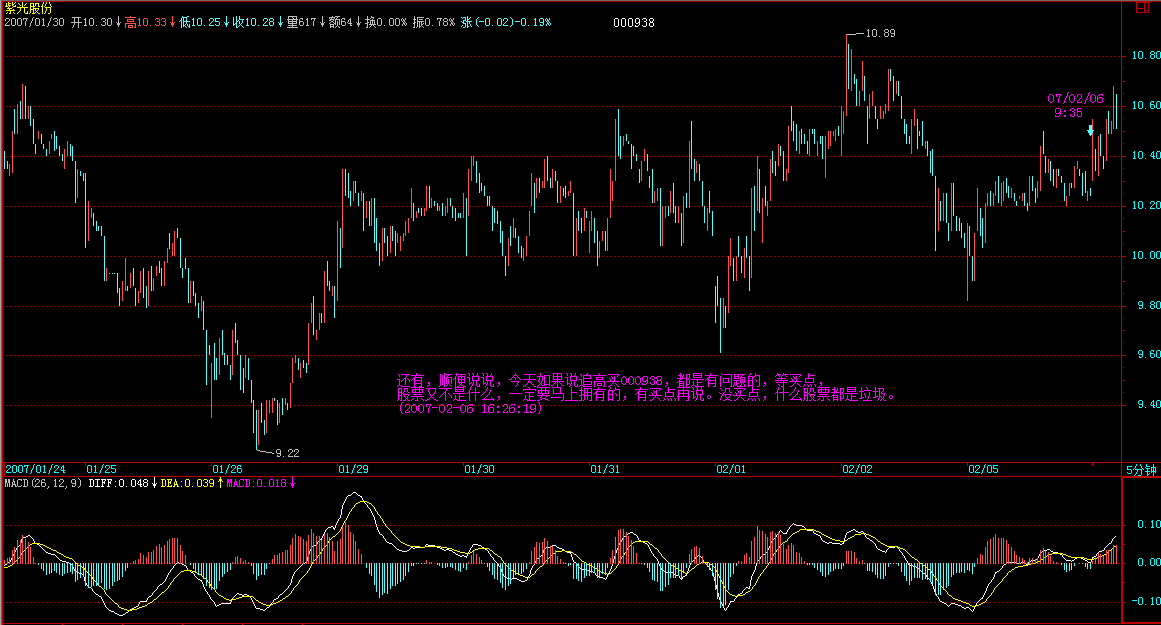 紫光股份
2007/01/30 开10.30↓高10.33↓低10.25↓收10.28↓量617↓额64↓换0.00% 振0.78% 涨(-0.02)-0.19% 000938
10.89
10.80
07/02/06
9:35
10.60
10.40
10.20
10.00
9.80
9.60
还有，顺便说说，今天如果说追高买000938，都是有问题的，等买点，
股票又不是什么，一定要马上拥有的，有买点再说。没买点，什么股票都是垃圾。
(2007-02-06 16:26:19)
9.40
9.22
2007/01/24 01/25 01/26 01/29 01/30 01/31 02/01 02/02 02/05 5分钟
MACD(26,12,9) DIFF:0.048↓DEA:0.039↑MACD:0.018↓
0.10
0.00
-0.10